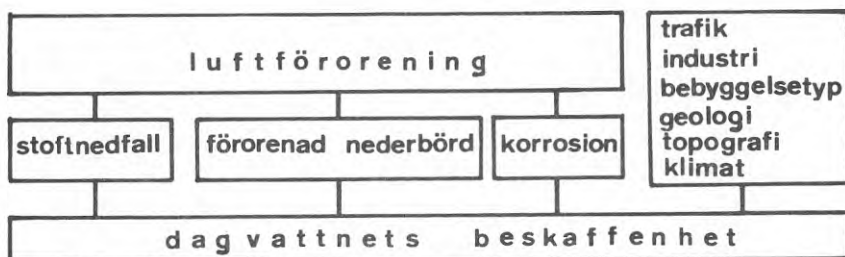 luftförorening
trafik
industri
bebyggelsetyp
geologi
topografi
klimat
stoftnedfall
förorenad nederbörd
korrosion
dagvattnets beskaffenhet